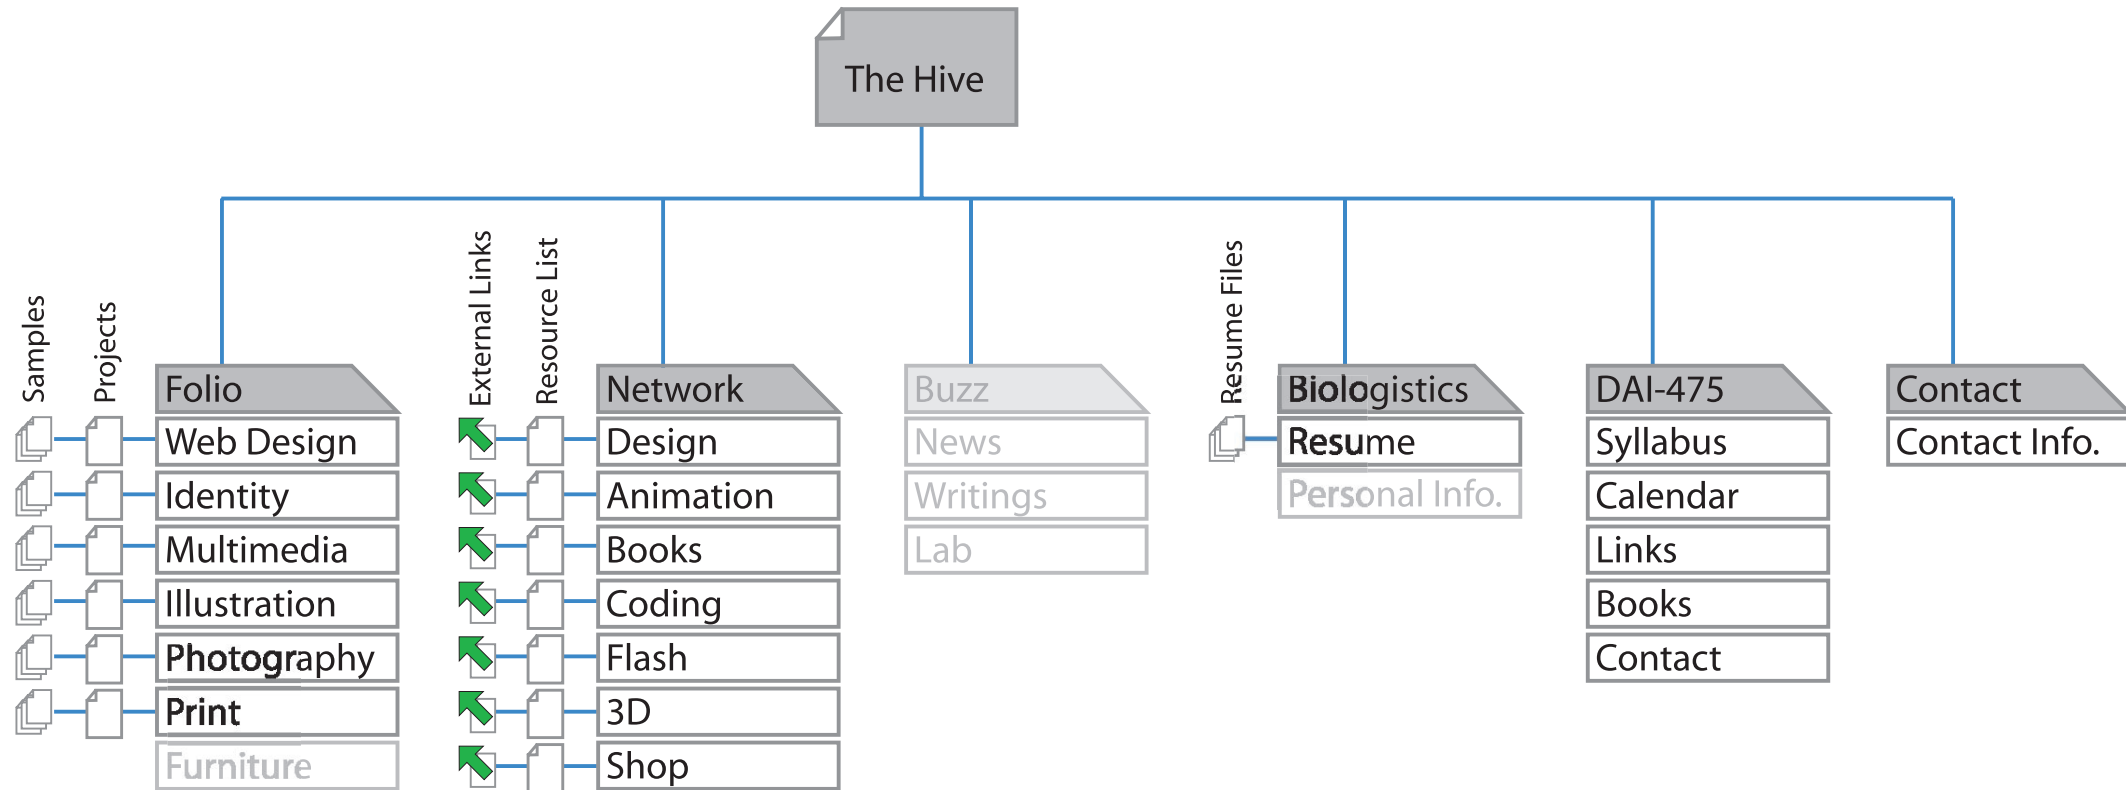 The Hive
Samples
Projects
Folio
Web Design
Identity
Multimedia
Illustration
Photography
Print
Furniture
External Links
Resource List
Network
Design
Animation
Books
Coding
Flash
3D
Shop
Buzz
News
Writings
Lab
Resume Files
Biologistics
Resume
Personal Info.
DAI-475
Syllabus
Calendar
Links
Books
Contact
Contact
Contact Info.